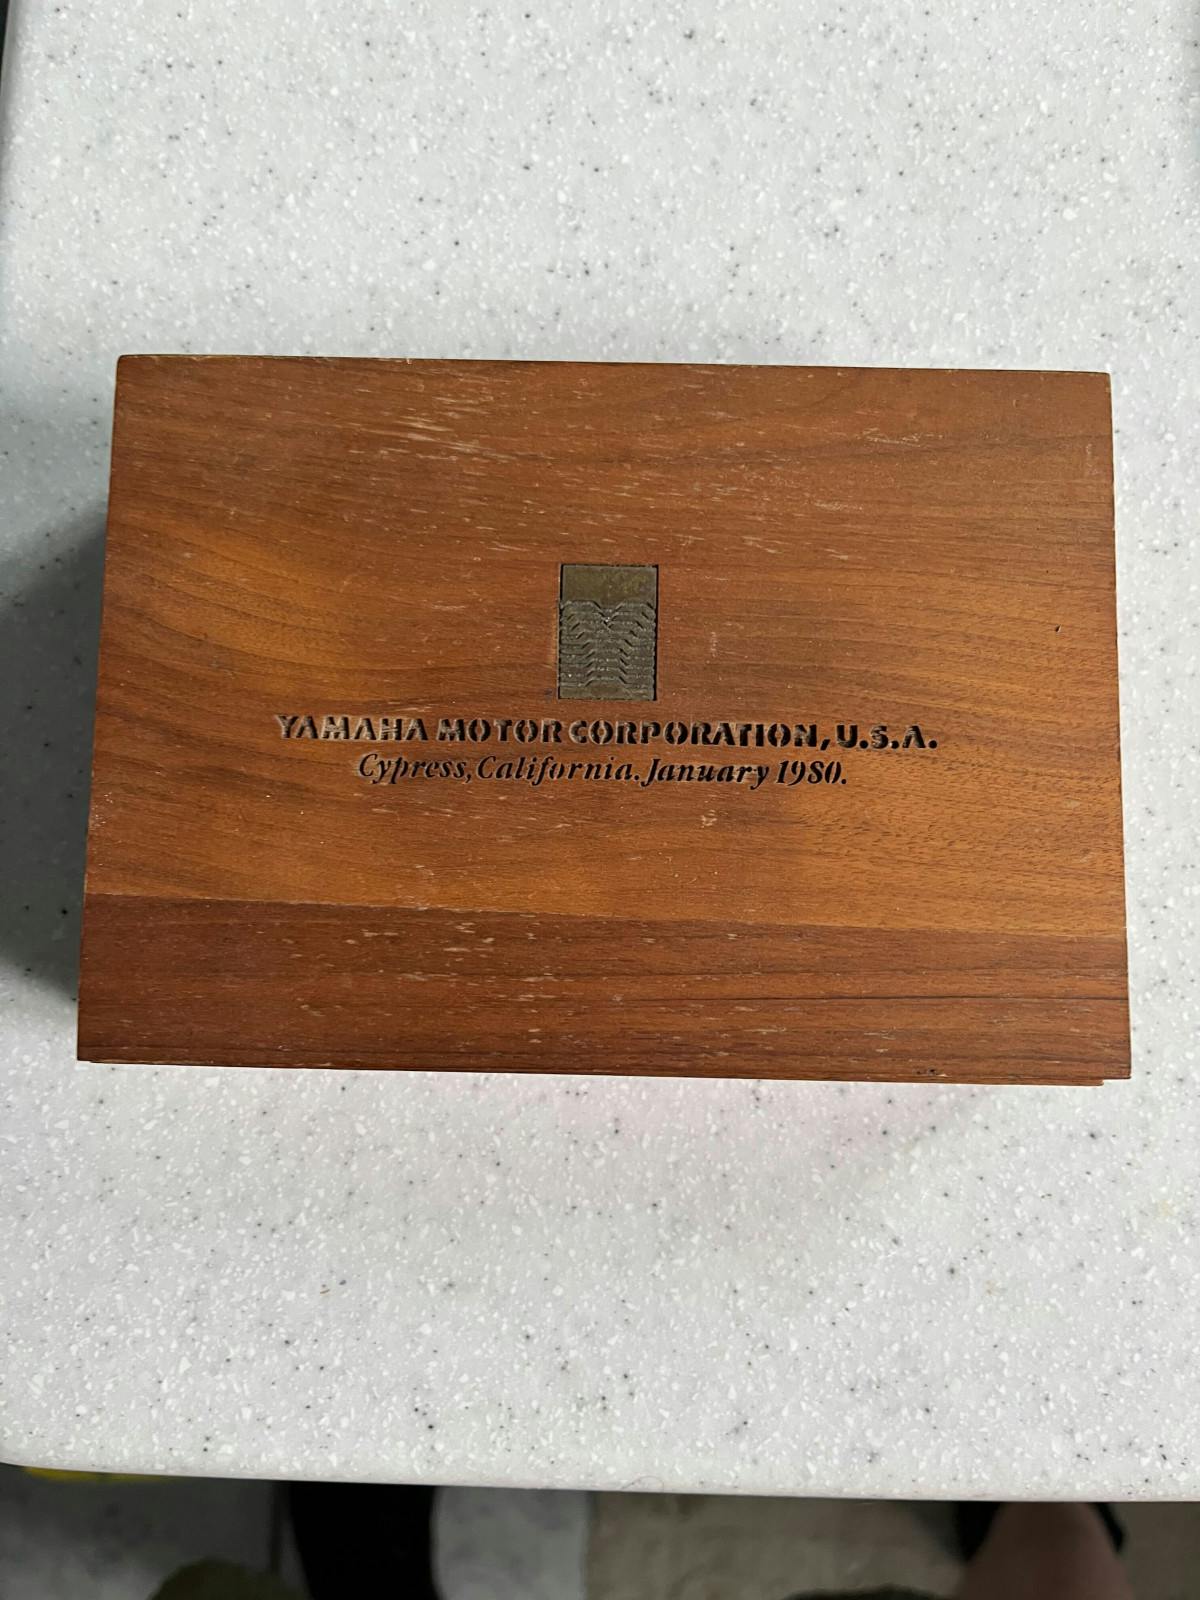 YAMAHA MOTOR CORPORATION, U.S.A.
Cypress, California. January 1980.